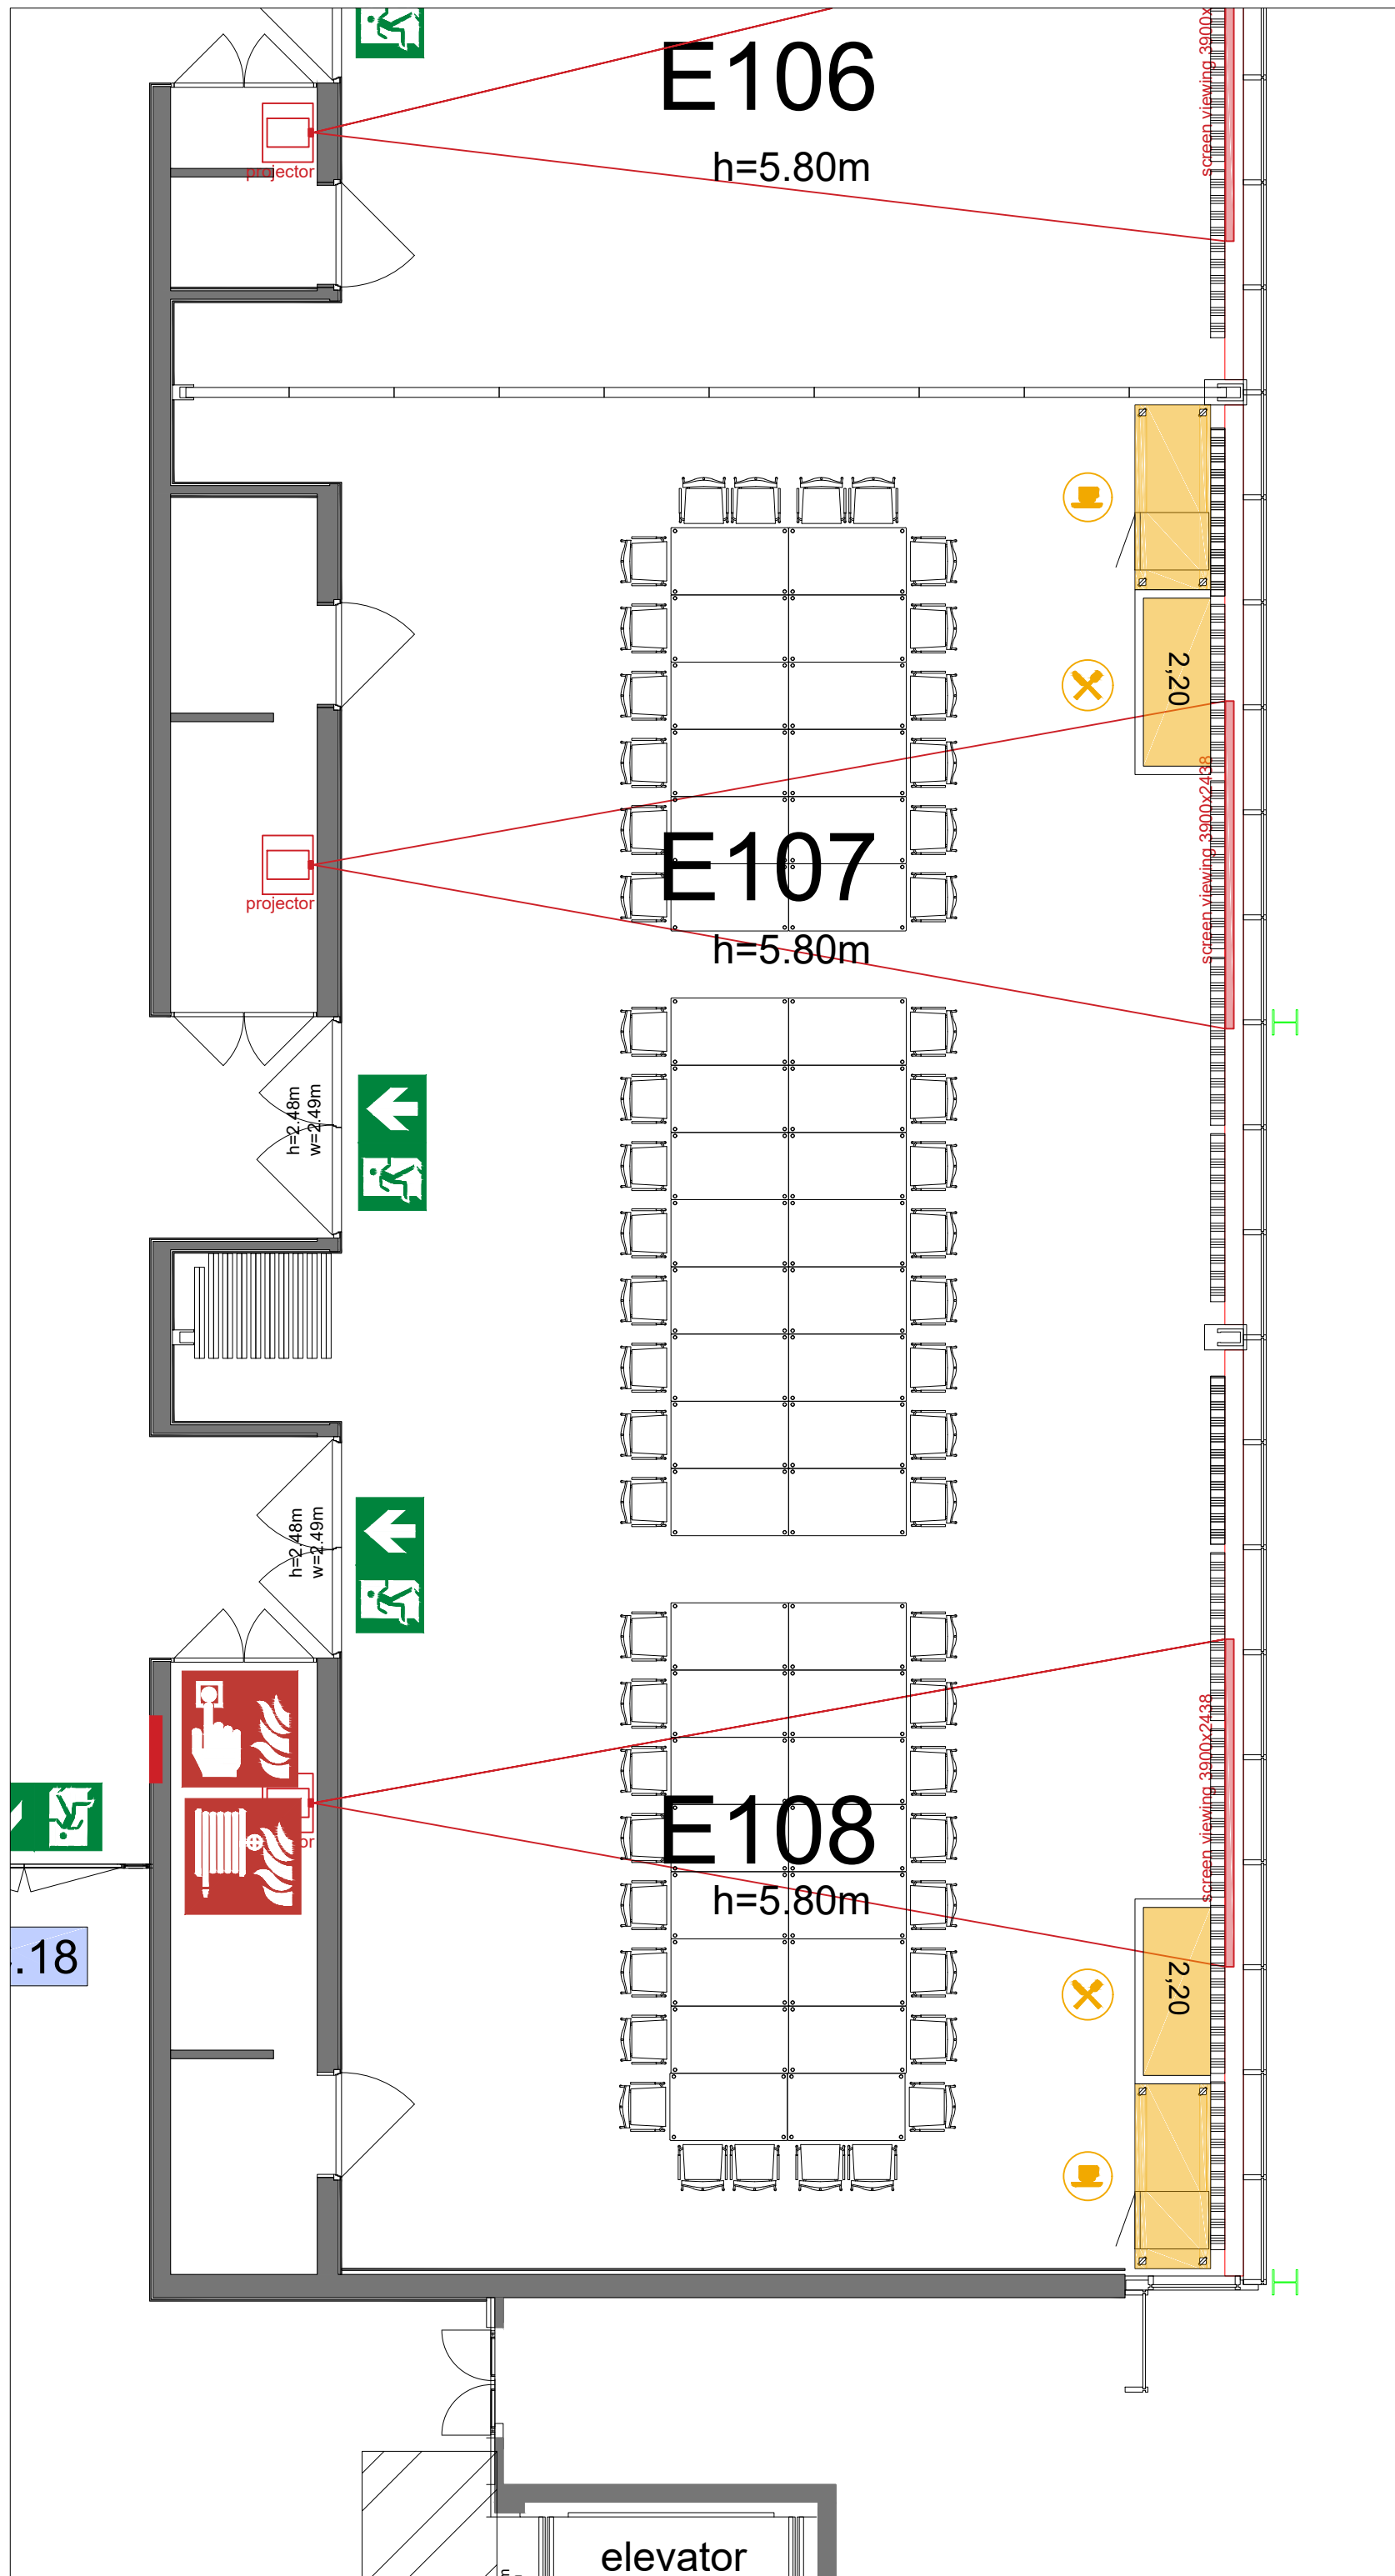 E106
h=5.80m
screen viewing 3900x
projector
2,20
screen viewing 3900x2438
E107
h=5.80m
projector
h=2.48m
w=2.49m
h=2.48m
w=2.49m
screen viewing 3900x2438
E108
h=5.80m
2,20
.18
elevator